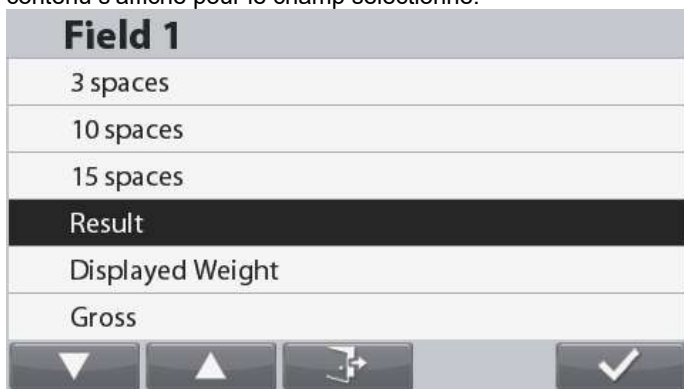 contenu s'affiche pour le champ sélectionné.
Field 1
3 spaces
10 spaces
15 spaces
Result
Displayed Weight
Gross